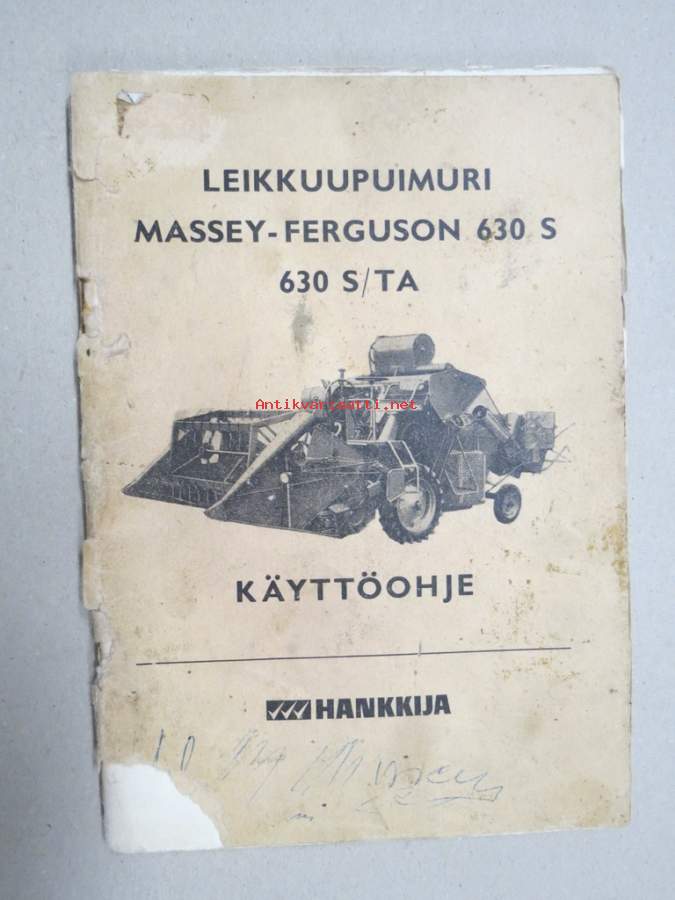 LEIKKUUPUIMURI
MASSEY-FERGUSON 630 S
630 S/TA
Antikvariaatti.net
KÄYTTÖOHJE
HANKKIJA